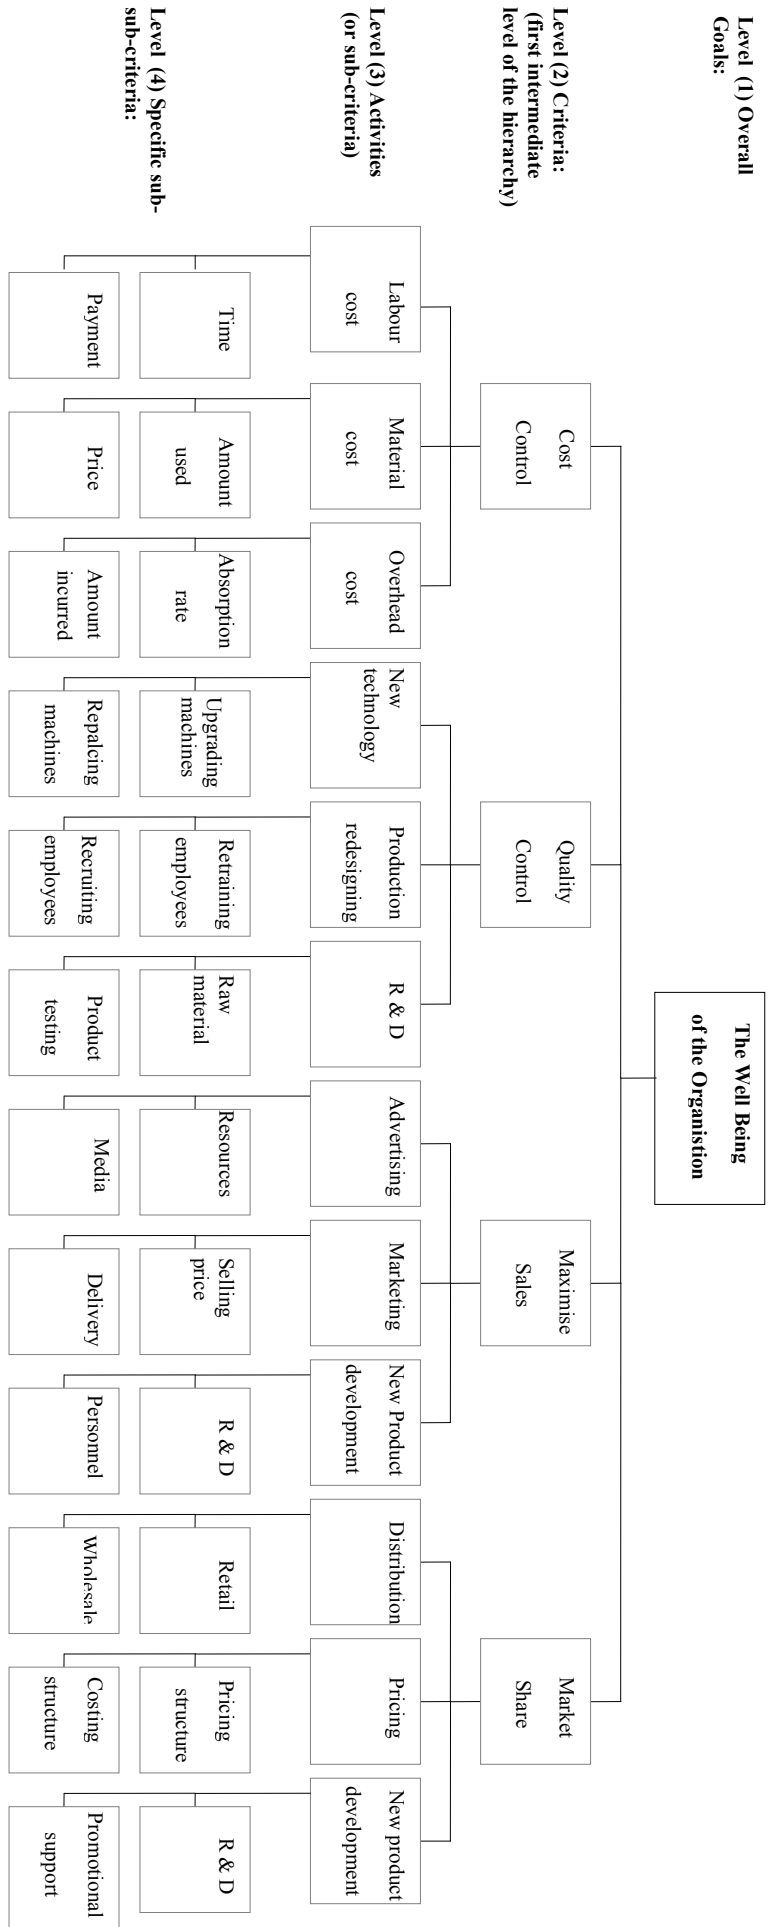 Level (1) Overall
Goals:
The Well Being
of the Organistion
Level (2) Criteria:
(first intermediate
level of the hierarchy)
Cost
Control
Quality
Control
Maximise
Sales
Market
Share
Level (3) Activities
(or sub-criteria)
Labour
cost
Material
cost
Overhead
cost
New
technology
Production
redesigning
R & D
Advertising
Marketing
New Product
development
Distribution
Pricing
New product
development
Level (4) Specific sub-
sub-criteria:
Time
Amount
used
Absorption
rate
Upgrading
machines
Retraining
employees
Raw
material
Resources
Selling
price
R & D
Retail
Pricing
structure
R & D
Payment
Price
Amount
incurred
Repalcing
machines
Recruiting
employees
Product
testing
Media
Delivery
Personnel
Wholesale
Costing
structure
Promotional
support